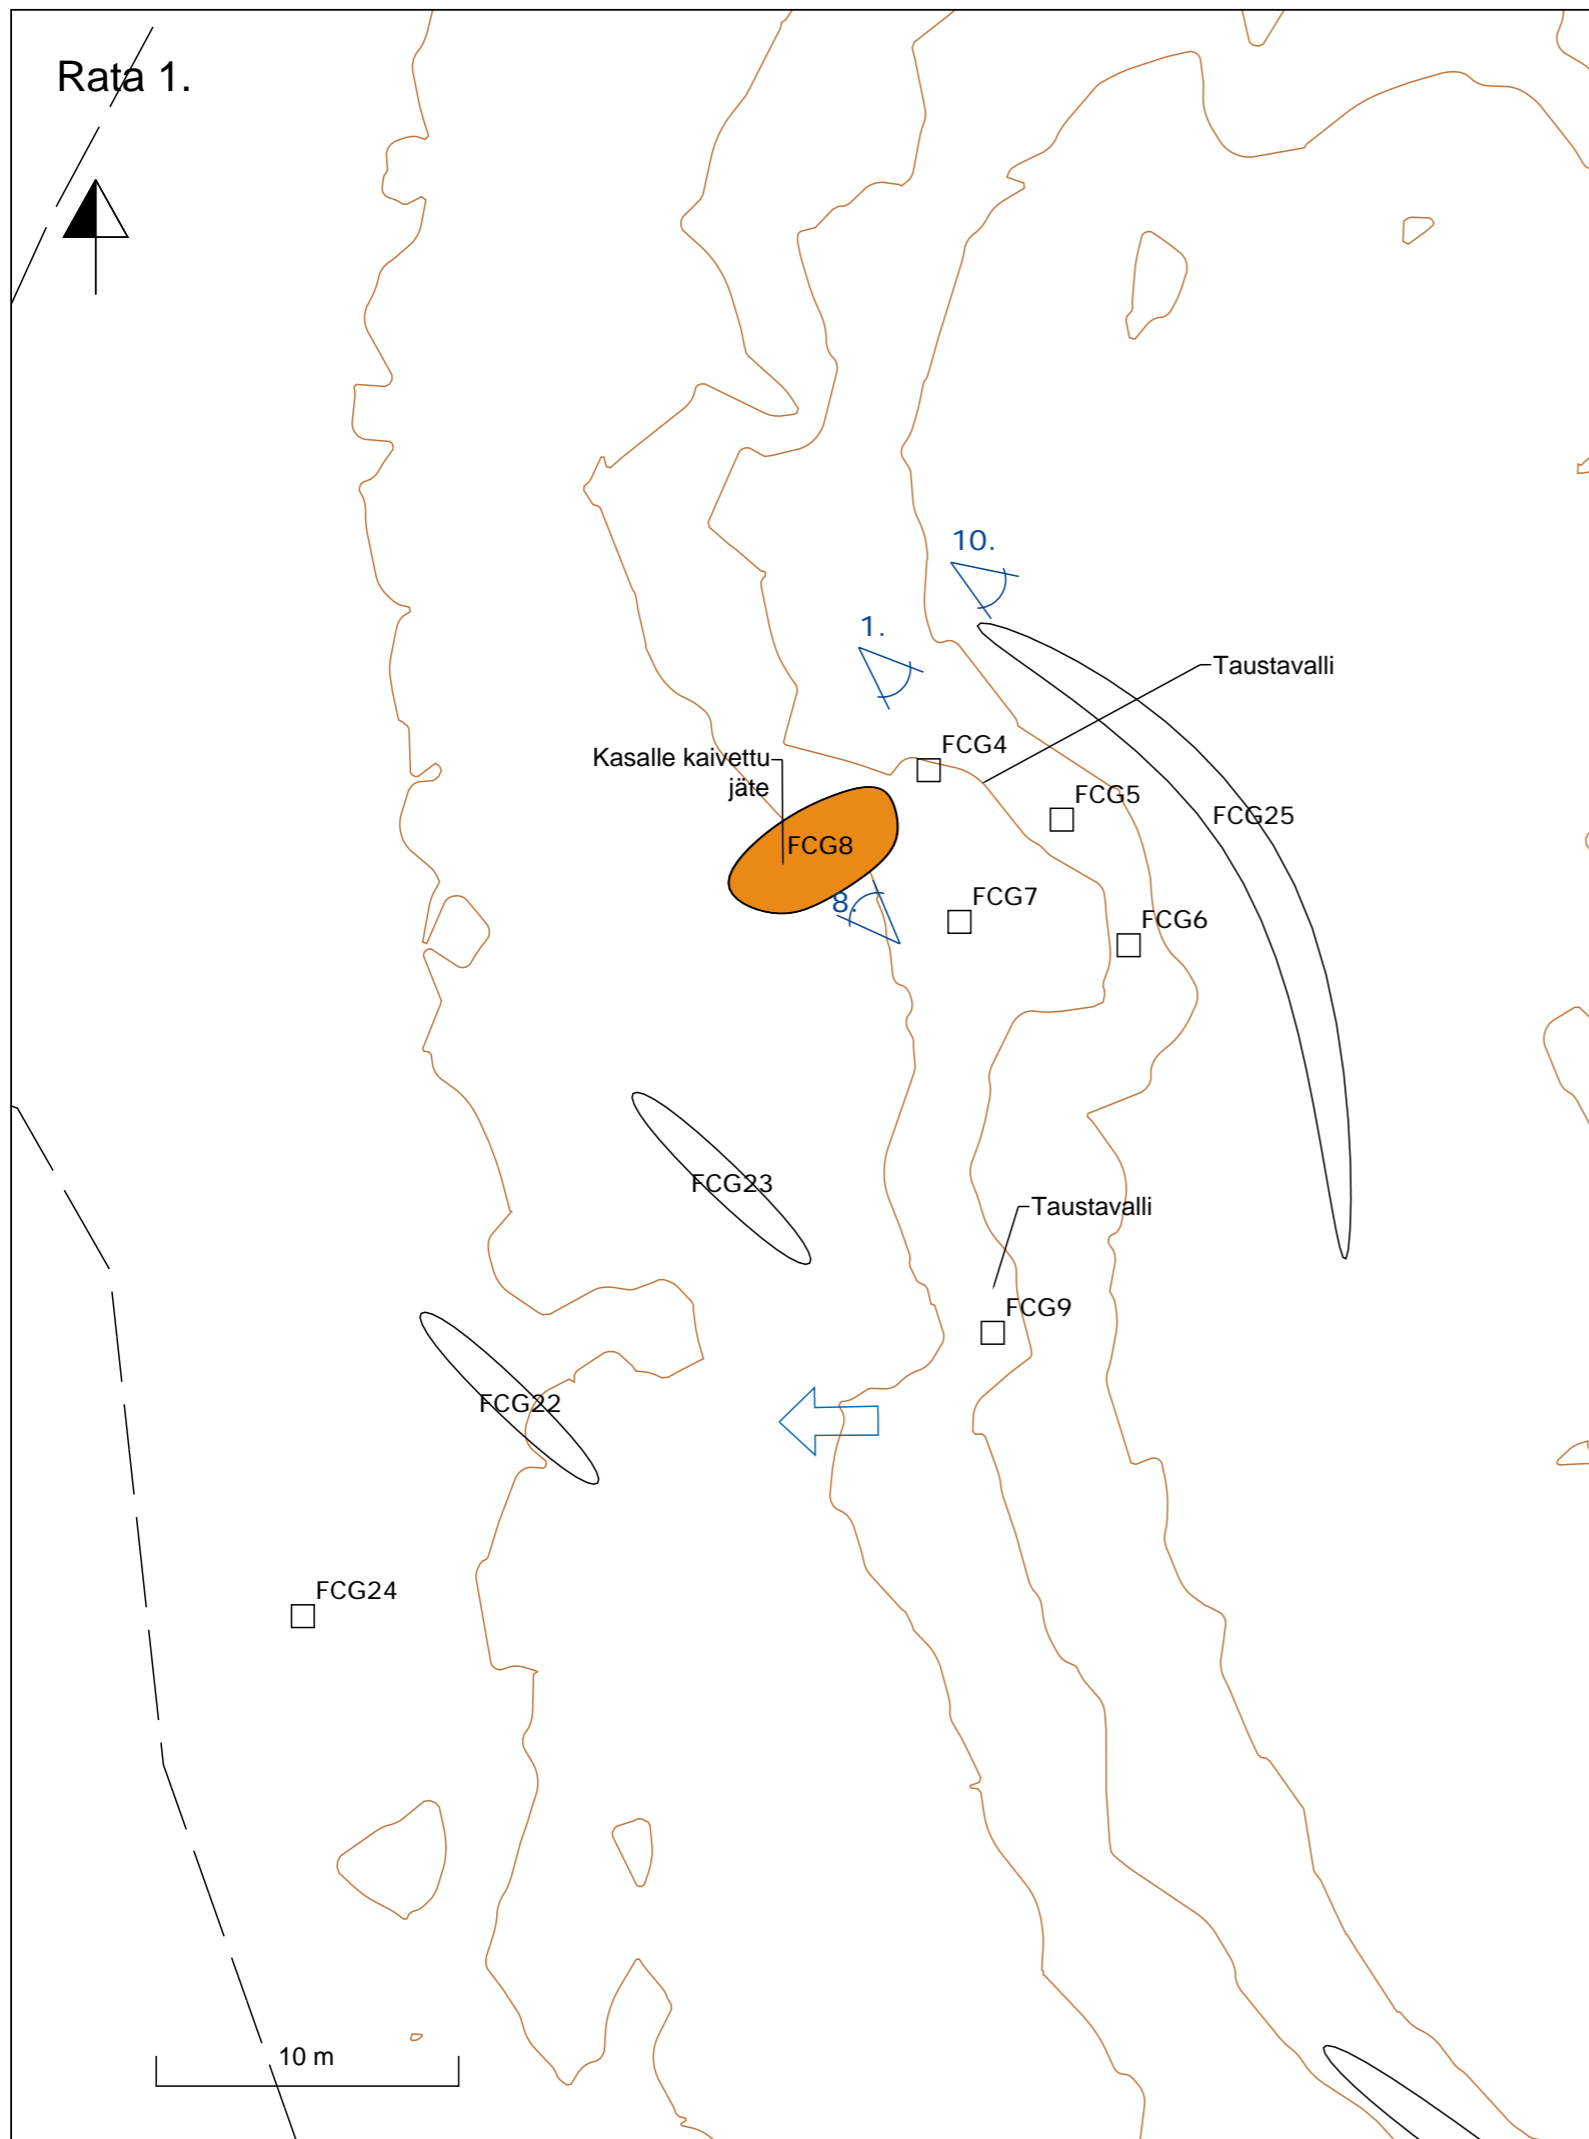 Rata 1.
10.
1.
Taustavalli
FCG4
Kasalle kaivettu
jäte
FCG5
FCG25
FCG8
FCG7
8.
FCG6
FCG23
Taustavalli
FCG9
FCG22
FCG24
10 m